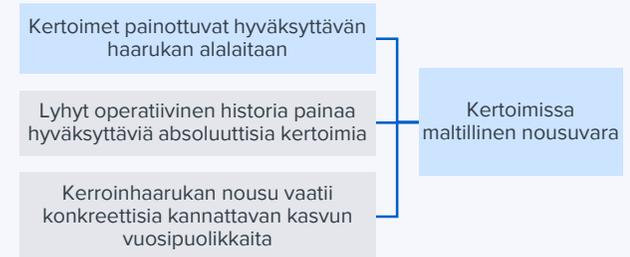 Kertoimet painottuvat hyväksyttävän
haarukan alalaitaan
Lyhyt operatiivinen historia painaa
hyväksyttäviä absoluuttisia kertoimia
Kerroinhaarukan nousu vaatii
konkreettisia kannattavan kasvun
vuosipuolikkaita
Kertoimissa
maltillinen nousuvara